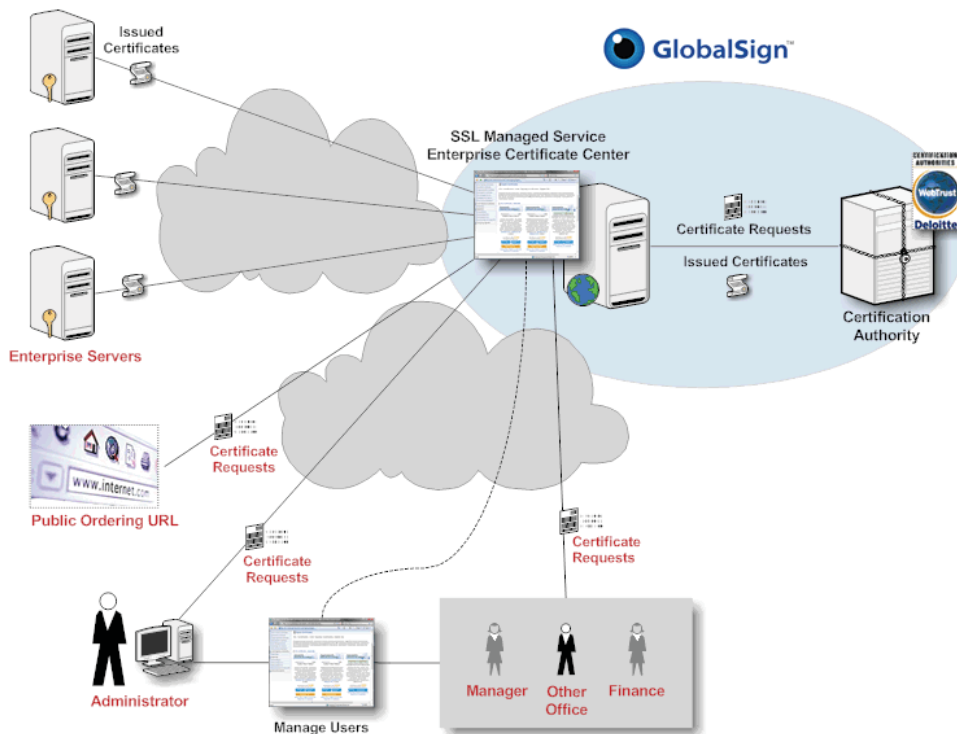 Issued
Certificates
GlobalSign™
SSL Managed Service
Enterprise Certificate Center
CERTIFICATION
AUTHORITIES
WebTrust
Deloitte
Certificate Requests
Issued Certificates
Certification
Authority
Enterprise Servers
www.internet.com
Public Ordering URL
Certificate
Requests
Certificate
Requests
Certificate
Requests
Administrator
Manage Users
Manager
Other
Office
Finance